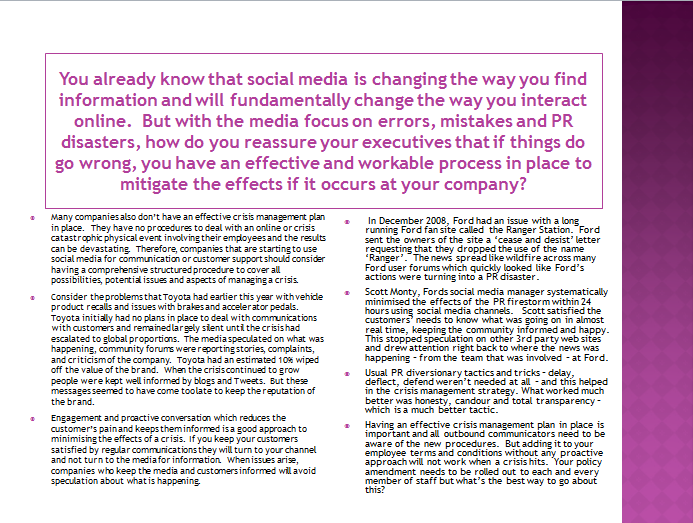 You already know that social media is changing the way you find
information and will fundamentally change the way you interact
online. But with the media focus on errors, mistakes and PR
disasters, how do you reassure your executives that if things do
go wrong, you have an effective and workable process in place to
mitigate the effects if it occurs at your company?
Many companies also don't have an effective crisis management plan
in place. They have no procedures to deal with an online or crisis
catastrophic physical event involving their employees and the results
can be devastating. Therefore, companies that are starting to use
social media for communication or customer support should consider
having a comprehensive structured procedure to cover all
possibilities, potential issues and aspects of managing a crisis.
Consider the problems that Toyota had earlier this year with vehicle
product recalls and issues with brakes and accelerator pedals.
Toyota initially had no plans in place to deal with communications
with customers and remained largely silent until the crisis had
escalated to global proportions. The media speculated on what was
happening, community forums were reporting stories, complaints,
and criticism of the company. Toyota had an estimated 10% wiped
off the value of the brand. When the crisis continued to grow
people were kept well informed by blogs and Tweets. But these
messages seemed to have come too late to keep the reputation of
the brand.
Engagement and proactive conversation which reduces the
customer's pain and keeps them informed is a good approach to
minimising the effects of a crisis. If you keep your customers
satisfied by regular communications they will turn to your channel
and not turn to the media for information. When issues arise,
companies who keep the media and customers informed will avoid
speculation about what is happening.
In December 2008, Ford had an issue with a long
running Ford fan site called the Ranger Station. Ford
sent the owners of the site a 'cease and desist' letter
requesting that they dropped the use of the name
'Ranger'. The news spread like wildfire across many
Ford user forums which quickly looked like Ford's
actions were turning into a PR disaster.
Scott Monty, Fords social media manager systematically
minimised the effects of the PR firestorm within 24
hours using social media channels. Scott satisfied the
customers' needs to know what was going on in almost
real time, keeping the community informed and happy.
This stopped speculation on other 3rd party web sites
and drew attention right back to where the news was
happening - from the team that was involved - at Ford.
Usual PR diversionary tactics and tricks - delay,
deflect, defend weren't needed at all - and this helped
in the crisis management strategy. What worked much
better was honesty, candour and total transparency -
which is a much better tactic.
Having an effective crisis management plan in place is
important and all outbound communicators need to be
aware of the new procedures. But adding it to your
employee terms and conditions without any proactive
approach will not work when a crisis hits. Your policy
amendment needs to be rolled out to each and every
member of staff but what's the best way to go about
this?